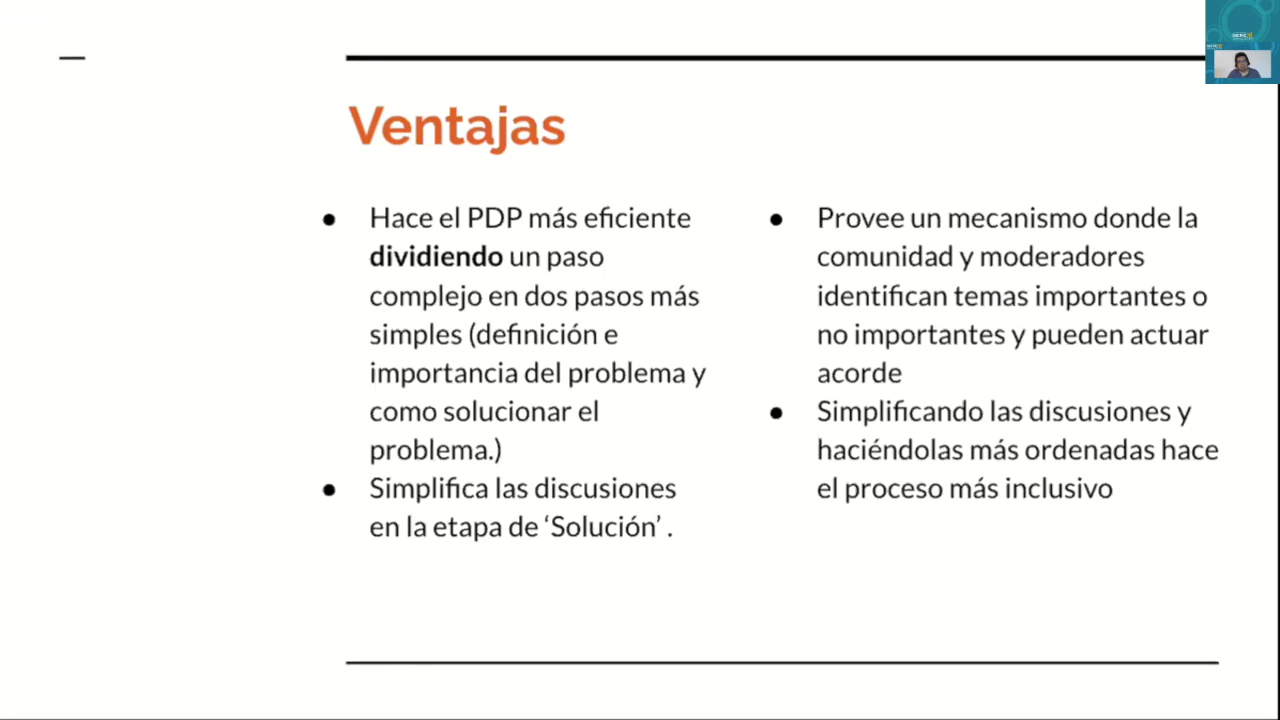 Ventajas
● Hace el PDP más eficiente
dividiendo un paso
complejo en dos pasos más
simples (definición e
importancia del problema y
como solucionar el
problema.)
● Simplifica las discusiones
en la etapa de ‘Solución’ .
● Provee un mecanismo donde la
comunidad y moderadores
identifican temas importantes o
no importantes y pueden actuar
acorde
● Simplificando las discusiones y
haciéndolas más ordenadas hace
el proceso más inclusivo